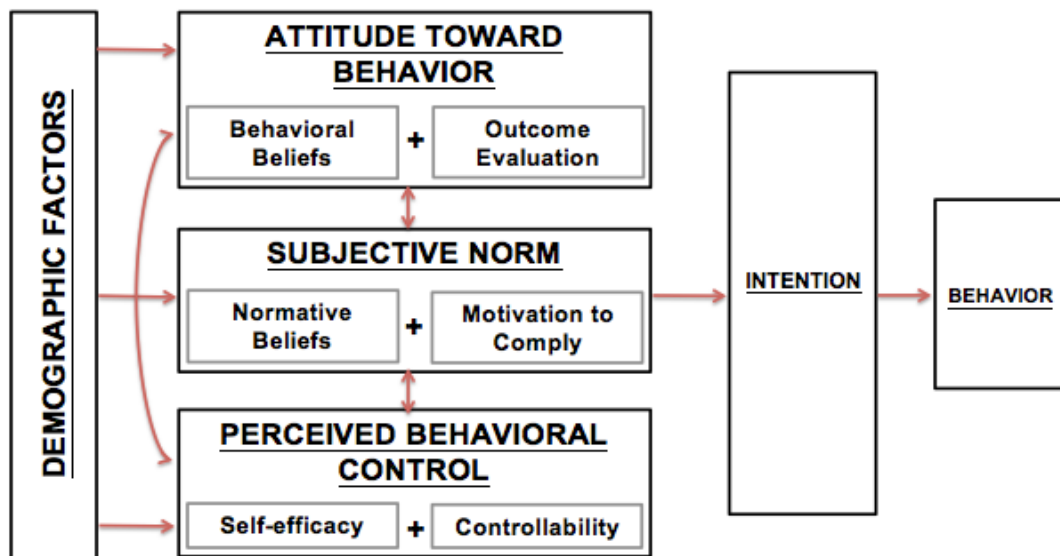 DEMOGRAPHIC FACTORS
ATTITUDE TOWARD
BEHAVIOR
Behavioral
Beliefs
+
Outcome
Evaluation
SUBJECTIVE NORM
Normative
Beliefs
+
Motivation to
Comply
PERCEIVED BEHAVIORAL
CONTROL
Self-efficacy
+
Controllability
INTENTION
BEHAVIOR